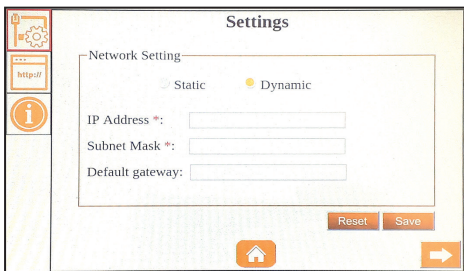 Settings
Network Setting
Static Dynamic
http://
IP Address *:
Subnet Mask *:
Default gateway:
Reset Save